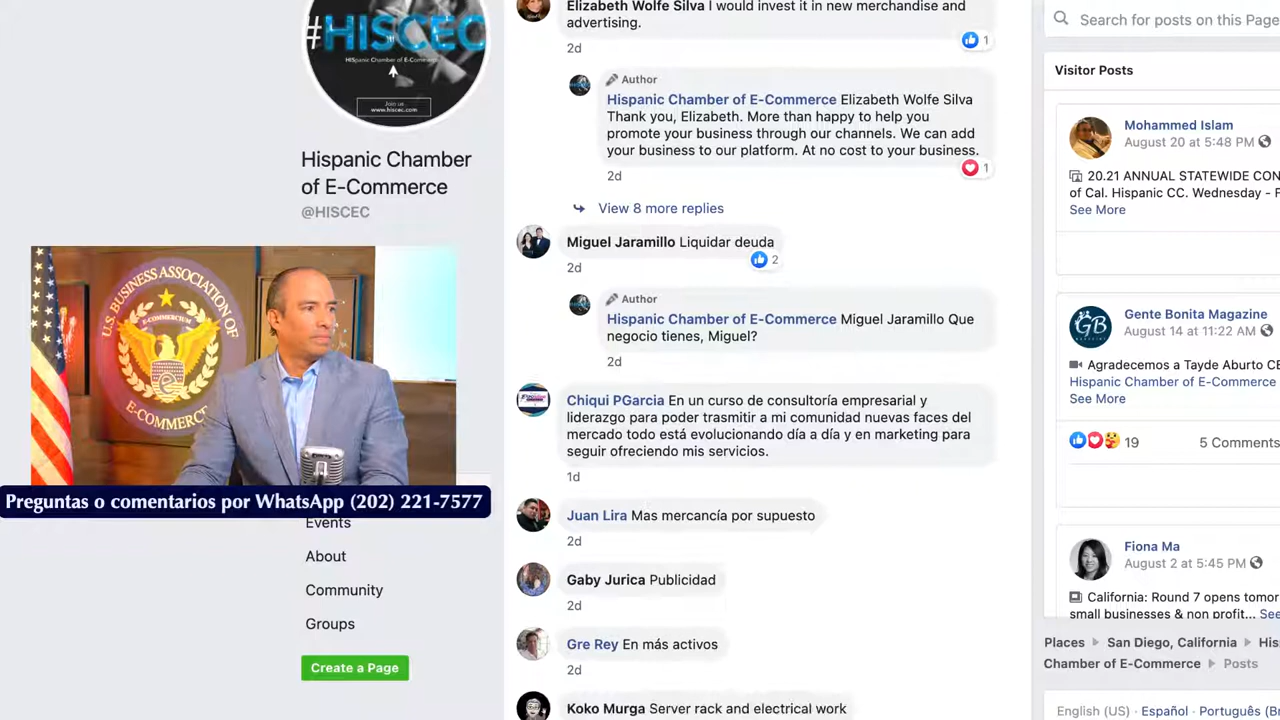 #HISCEC
HISpanic Chamber of E-Commerce
Join us
www.hiscec.com
Hispanic Chamber
of E-Commerce
@HISCEC
U.S. BUSINESS ASSOCIATION OF
E-COMMERCIUM
E-COMMERCE
Preguntas o comentarios por WhatsApp (202) 221-7577
Events
About
Community
Groups
Create a Page
Elizabeth Wolfe Silva I would invest it in new merchandise and
advertising.
1
2d
Author
Hispanic Chamber of E-Commerce Elizabeth Wolfe Silva
Thank you, Elizabeth. More than happy to help you
promote your business through our channels. We can add
your business to our platform. At no cost to your business.
1
2d
View 8 more replies
Miguel Jaramillo Liquidar deuda
2
2d
Author
Hispanic Chamber of E-Commerce Miguel Jaramillo Que
negocio tienes, Miguel?
2d
Chiqui PGarcia En un curso de consultoría empresarial y
liderazgo para poder trasmitir a mi comunidad nuevas faces del
mercado todo está evolucionando día a día y en marketing para
seguir ofreciendo mis servicios.
1d
Juan Lira Mas mercancía por supuesto
2d
Gaby Jurica Publicidad
2d
Gre Rey En más activos
2d
Koko Murga Server rack and electrical work
Search for posts on this Page
Visitor Posts
Mohammed Islam
August 20 at 5:48 PM
20.21 ANNUAL STATEWIDE CON
of Cal. Hispanic CC. Wednesday - F
See More
GB
Gente Bonita Magazine
August 14 at 11:22 AM
Agradecemos a Tayde Aburto CE
Hispanic Chamber of E-Commerce
See More
19
5 Comments
Fiona Ma
August 2 at 5:45 PM
California: Round 7 opens tomor
small businesses & non profit... See
Places San Diego, California His
Chamber of E-Commerce Posts
English (US) · Español · Português (Br